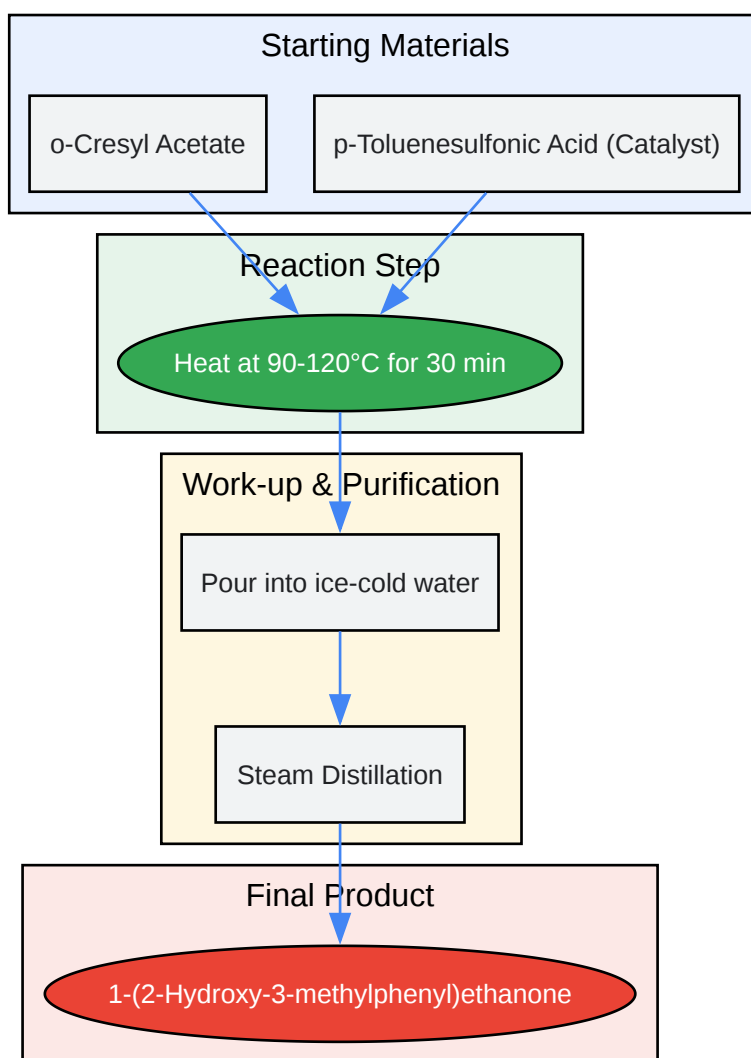 Starting Materials
o-Cresyl Acetate
p-Toluenesulfonic Acid (Catalyst)
Reaction Step
Heat at 90-120°C for 30 min
Work-up & Purification
Pour into ice-cold water
Steam Distillation
Final Product
1-(2-Hydroxy-3-methylphenyl)ethanone